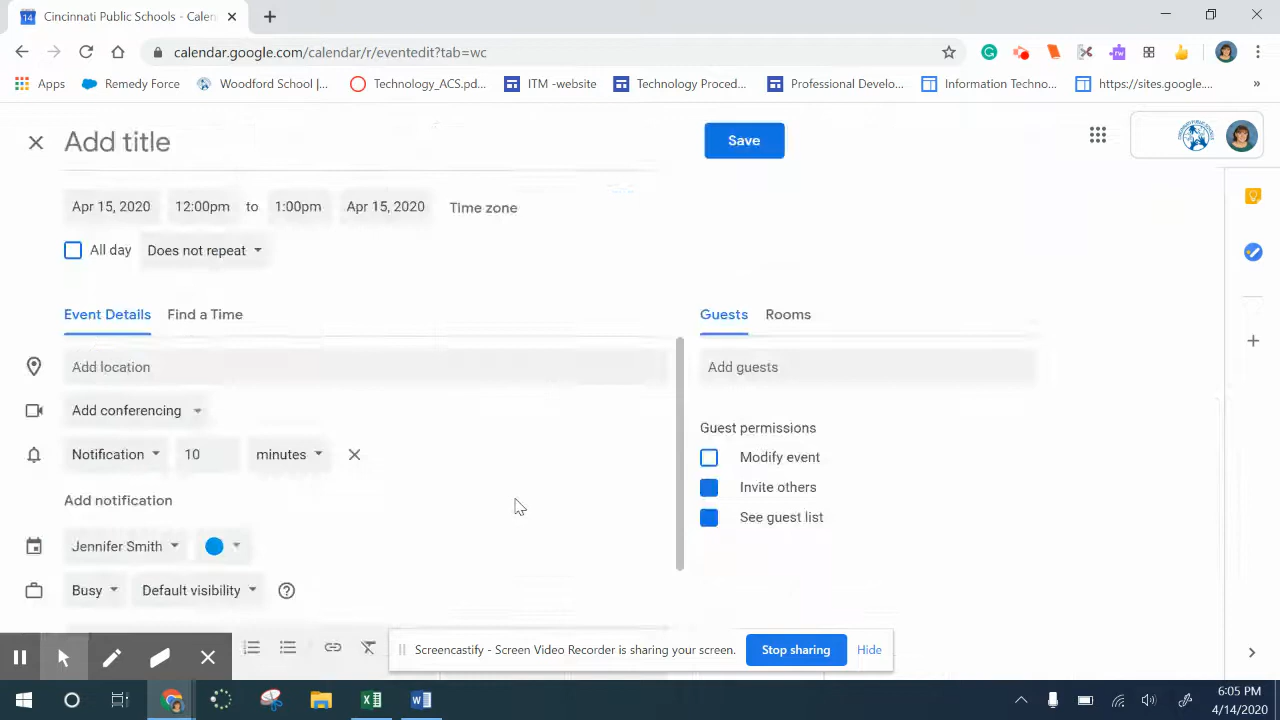 14
Cincinnati Public Schools - Calen
calendar.google.com/calendar/r/eventedit?tab=wc
Apps
Remedy Force
Woodford School |...
Technology_ACS.pd...
ITM -website
Technology Proced...
Professional Develo...
Information Techno...
https://sites.google....
»
Add title
Save
Apr 15, 2020
12:00pm
to
1:00pm
Apr 15, 2020
Time zone
All day
Does not repeat
Event Details
Find a Time
Guests
Rooms
Add location
Add guests
Add conferencing
Guest permissions
Notification
10
minutes
Modify event
Invite others
Add notification
See guest list
Jennifer Smith
Busy
Default visibility
Screencastify - Screen Video Recorder is sharing your screen.
Stop sharing
Hide
6:05 PM
4/14/2020